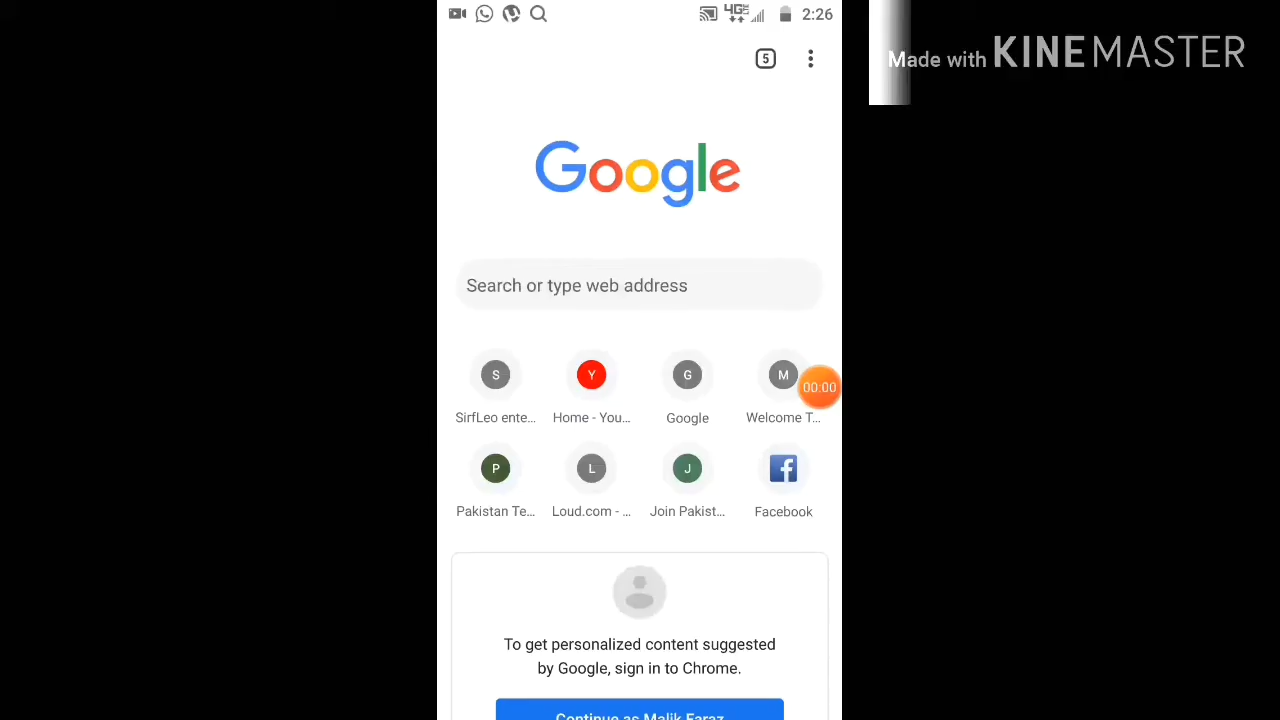 2:26
Made with KINEMASTER
5
Google
Search or type web address
S
Y
G
M
00:00
SirfLeo ente...
Home - You...
Google
Welcome T...
P
L
J
Pakistan Te...
Loud.com - ...
Join Pakist...
Facebook
To get personalized content suggested
by Google, sign in to Chrome.
Continue as Malik Faraz